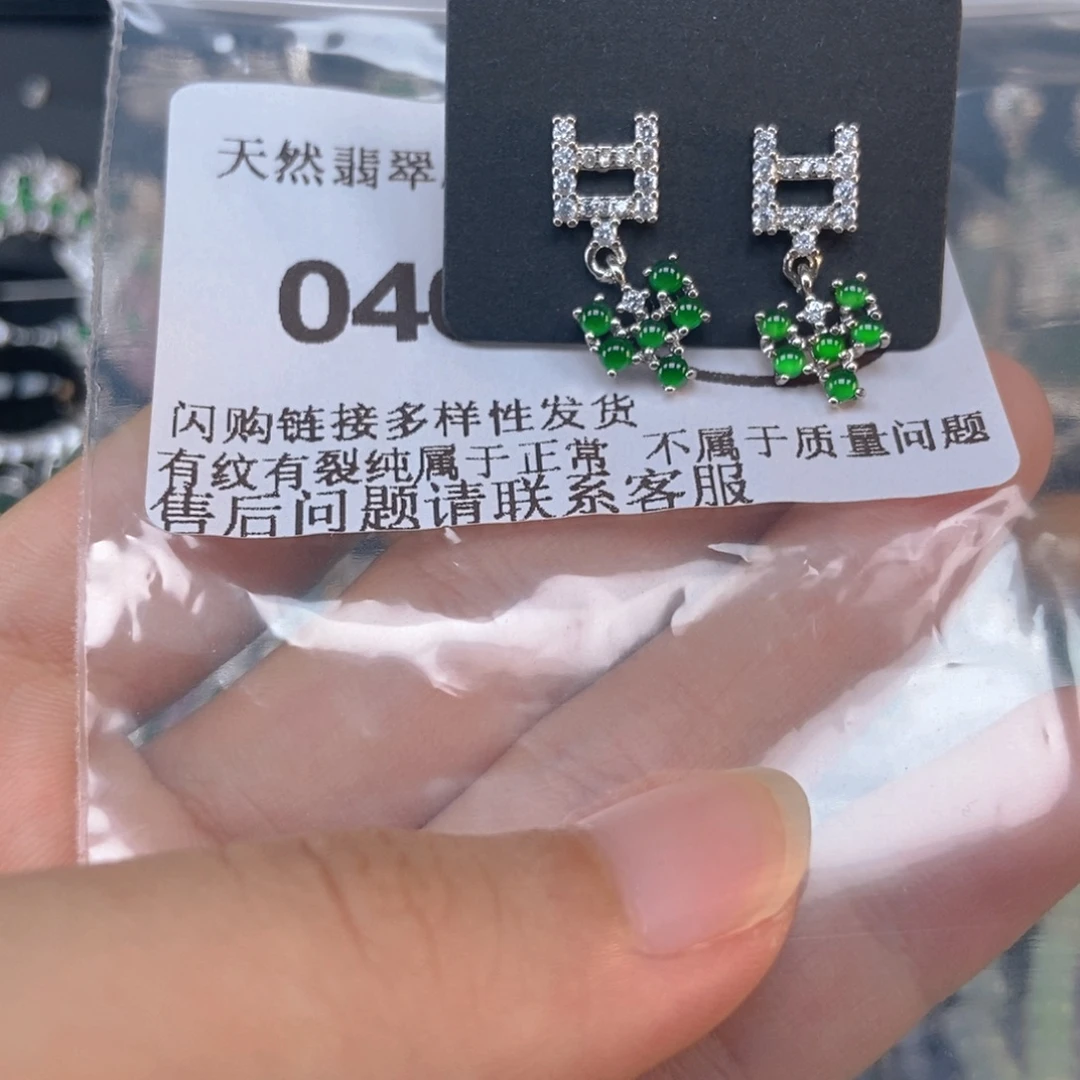 天然翡翠
04
闪购链接多样性发货
有纹有裂纯属于正常 不属于质量问题
售后问题请联系客服